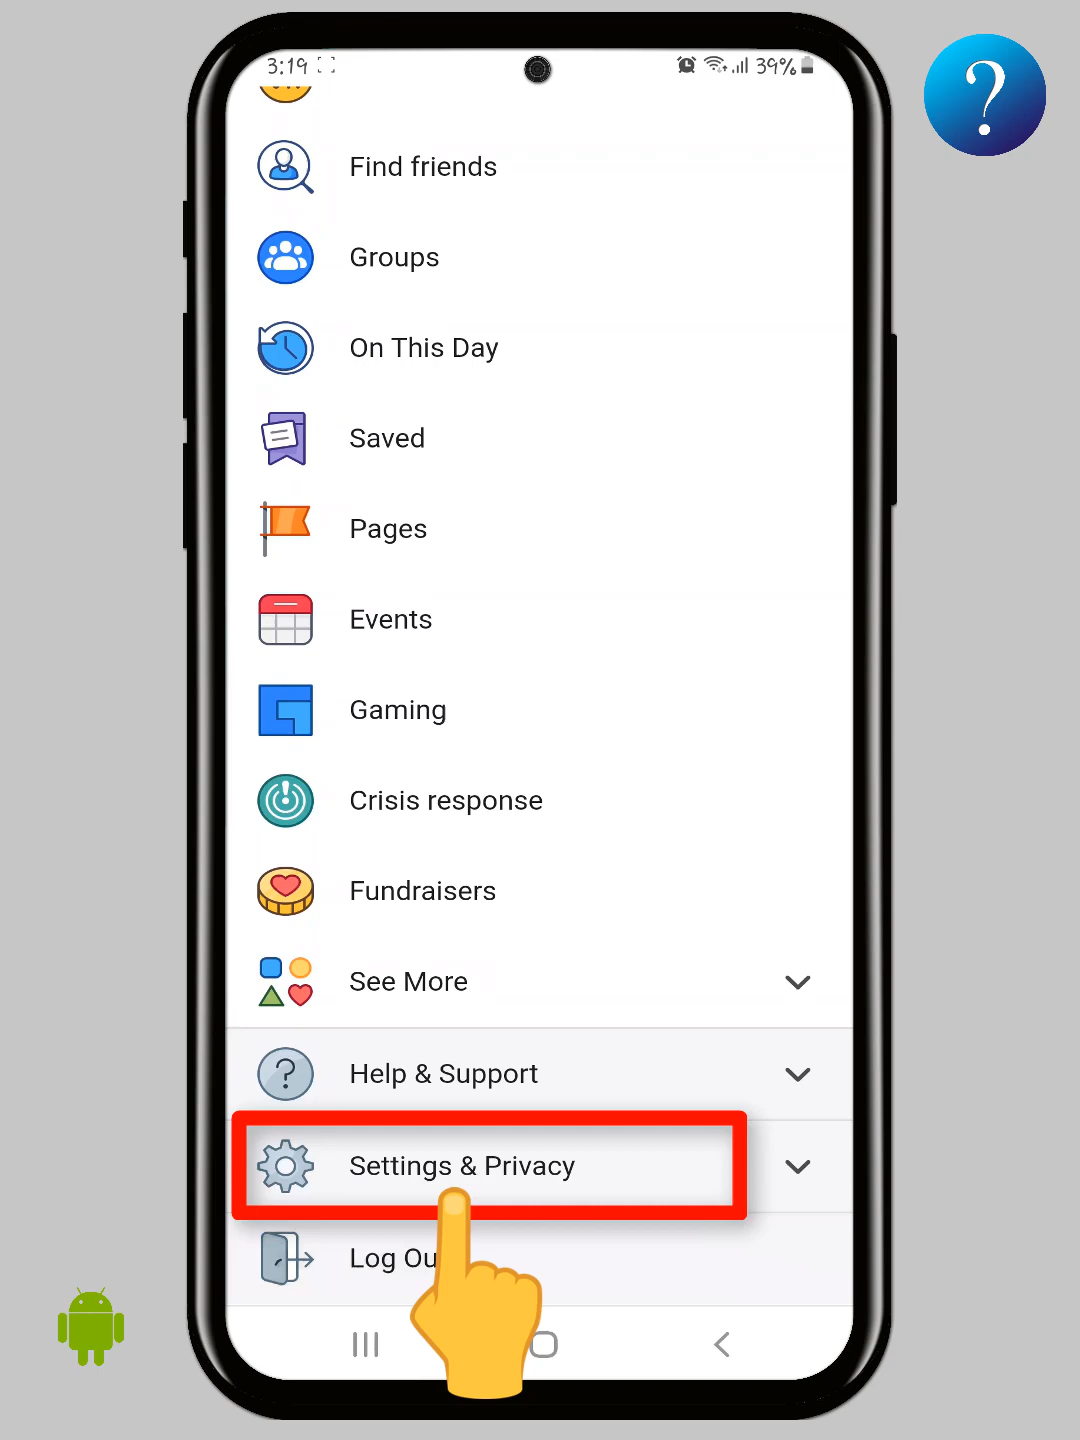 3:19 39%
?
Find friends
Groups
On This Day
Saved
Pages
Events
Gaming
Crisis response
Fundraisers
See More
? Help & Support
Settings & Privacy
Log Ou